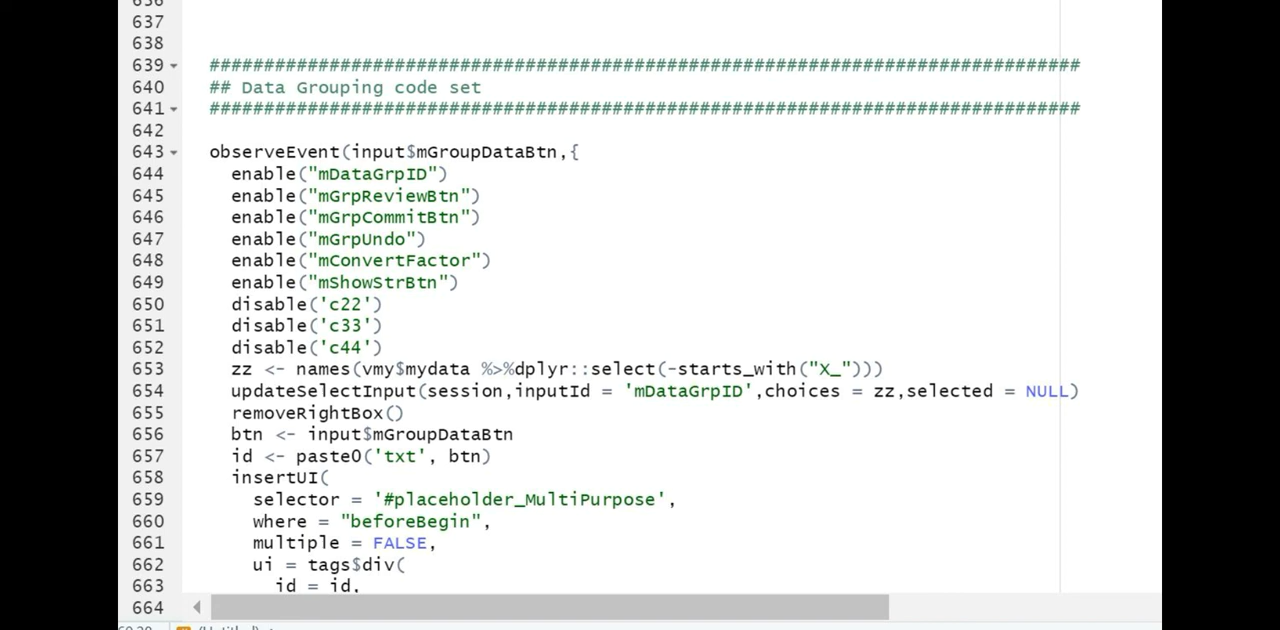 636
637
638
639 ################################################################################
640 ## Data Grouping code set
641 ################################################################################
642
643 observeEvent(input$mGroupDataBtn,{
644 enable("mDataGrpID")
645 enable("mGrpReviewBtn")
646 enable("mGrpCommitBtn")
647 enable("mGrpUndo")
648 enable("mConvertFactor")
649 enable("mShowStrBtn")
650 disable('c22')
651 disable('c33')
652 disable('c44')
653 zz <- names(vmy$mydata %>%dplyr::select(-starts_with("X_")))
654 updateSelectInput(session,inputId = 'mDataGrpID',choices = zz,selected = NULL)
655 removeRightBox()
656 btn <- input$mGroupDataBtn
657 id <- paste0('txt', btn)
658 insertUI(
659 selector = '#placeholder_MultiPurpose',
660 where = "beforeBegin",
661 multiple = FALSE,
662 ui = tags$div(
663 id = id,
664